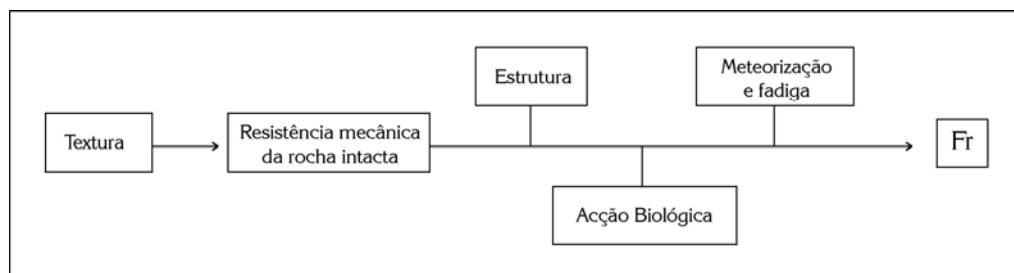 Textura
Resistência mecânica
da rocha intacta
Estrutura
Acção Biológica
Meteorização
e fadiga
Fr